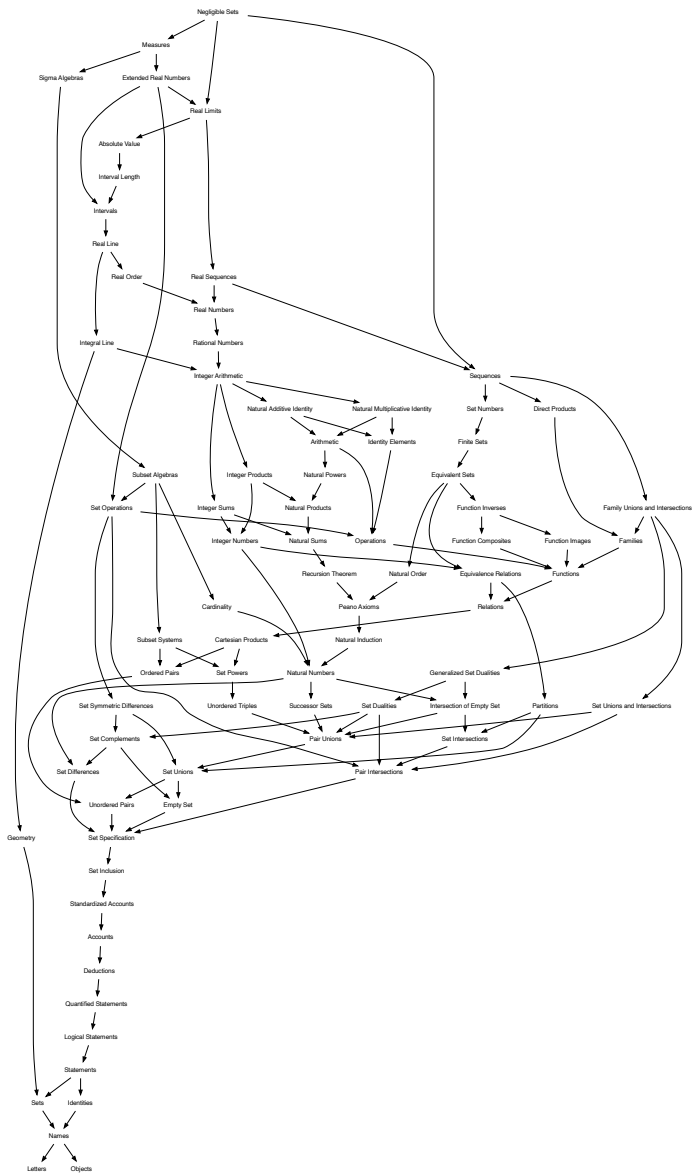 Negligible Sets
Measures
Sigma Algebras
Extended Real Numbers
Real Limits
Absolute Value
Interval Length
Intervals
Real Line
Real Order
Real Sequences
Real Numbers
Integral Line
Rational Numbers
Integer Arithmetic
Sequences
Natural Additive Identity
Natural Multiplicative Identity
Set Numbers
Direct Products
Arithmetic
Identity Elements
Finite Sets
Subset Algebras
Integer Products
Natural Powers
Equivalent Sets
Set Operations
Integer Sums
Natural Products
Function Inverses
Family Unions and Intersections
Integer Numbers
Natural Sums
Operations
Function Composites
Function Images
Families
Recursion Theorem
Natural Order
Equivalence Relations
Functions
Cardinality
Peano Axioms
Relations
Subset Systems
Cartesian Products
Natural Induction
Ordered Pairs
Set Powers
Natural Numbers
Generalized Set Dualities
Set Symmetric Differences
Unordered Triples
Successor Sets
Set Dualities
Intersection of Empty Set
Partitions
Set Unions and Intersections
Set Complements
Pair Unions
Set Intersections
Set Differences
Set Unions
Pair Intersections
Unordered Pairs
Empty Set
Geometry
Set Specification
Set Inclusion
Standardized Accounts
Accounts
Deductions
Quantified Statements
Logical Statements
Statements
Sets
Identities
Names
Letters
Objects